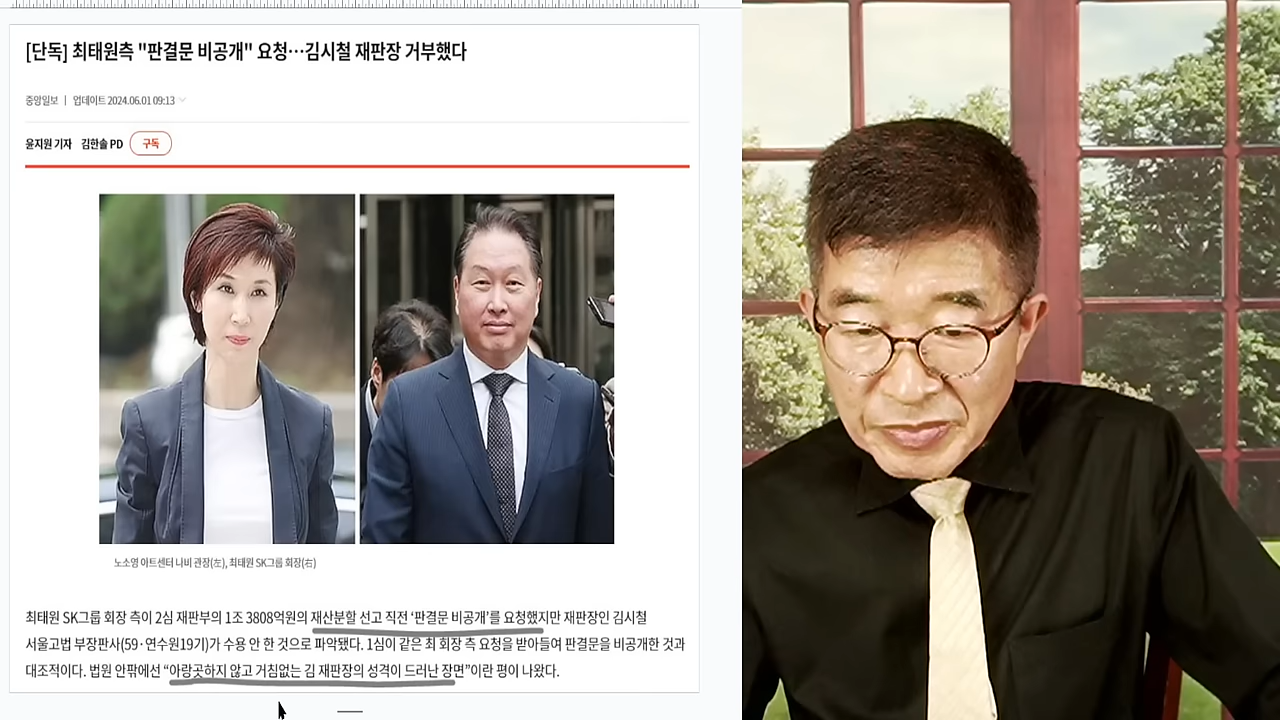 [단독] 최태원측 "판결문 비공개" 요청…김시철 재판장 거부했다
중앙일보 | 업데이트 2024.06.01 09:13
윤지원 기자 김한솔 PD 구독
노소영 아트센터 나비 관장(左), 최태원 SK그룹 회장(右)
최태원 SK그룹 회장 측이 2심 재판부의 1조 3808억원의 재산분할 선고 직전 ‘판결문 비공개’를 요청했지만 재판장인 김시철
서울고법 부장판사(59·연수원19기)가 수용 안 한 것으로 파악됐다. 1심이 같은 최 회장 측 요청을 받아들여 판결문을 비공개한 것과
대조적이다. 법원 안팎에서 “아랑곳하지 않고 거침없는 김 재판장의 성격이 드러난 장면”이란 평이 나왔다.